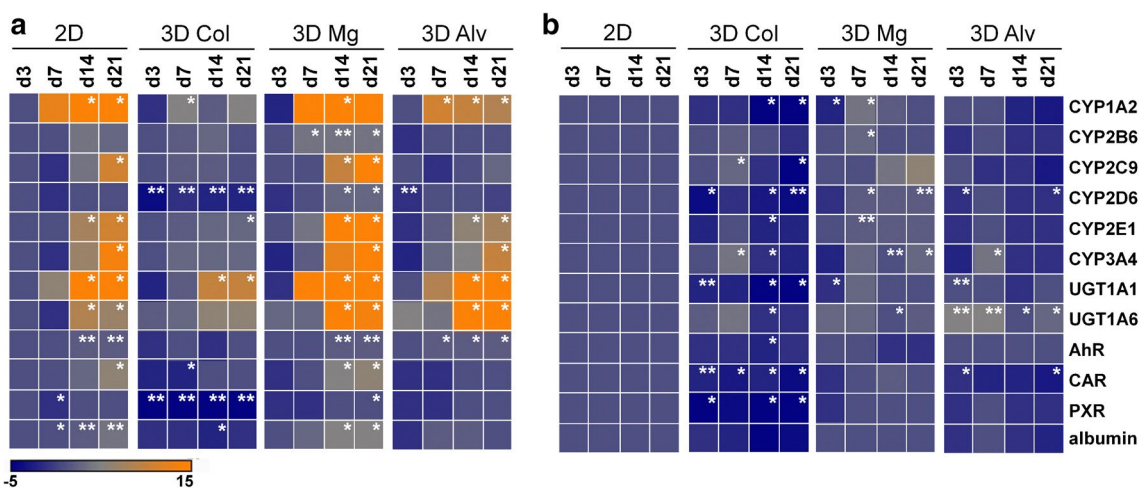 a
2D 3D Col 3D Mg 3D Alv
d3 d7 d14 d21 d3 d7 d14 d21 d3 d7 d14 d21 d3 d7 d14 d21
* * * * * * *
* ** *
* * *
** ** ** ** * * **
* * * * * * *
* * *
* * * * * * *
* * * * * *
** ** ** ** * * *
* * * *
* ** ** ** ** *
* ** ** * * *
-5 15
b
2D 3D Col 3D Mg 3D Alv
d3 d7 d14 d21 d3 d7 d14 d21 d3 d7 d14 d21 d3 d7 d14 d21
* * * * CYP1A2
* CYP2B6
* * CYP2C9
* * ** * ** * * CYP2D6
* ** CYP2E1
* * ** * * CYP3A4
** * * * ** UGT1A1
* * ** ** * * UGT1A6
* AhR
** * * * * * CAR
* * * PXR
albumin